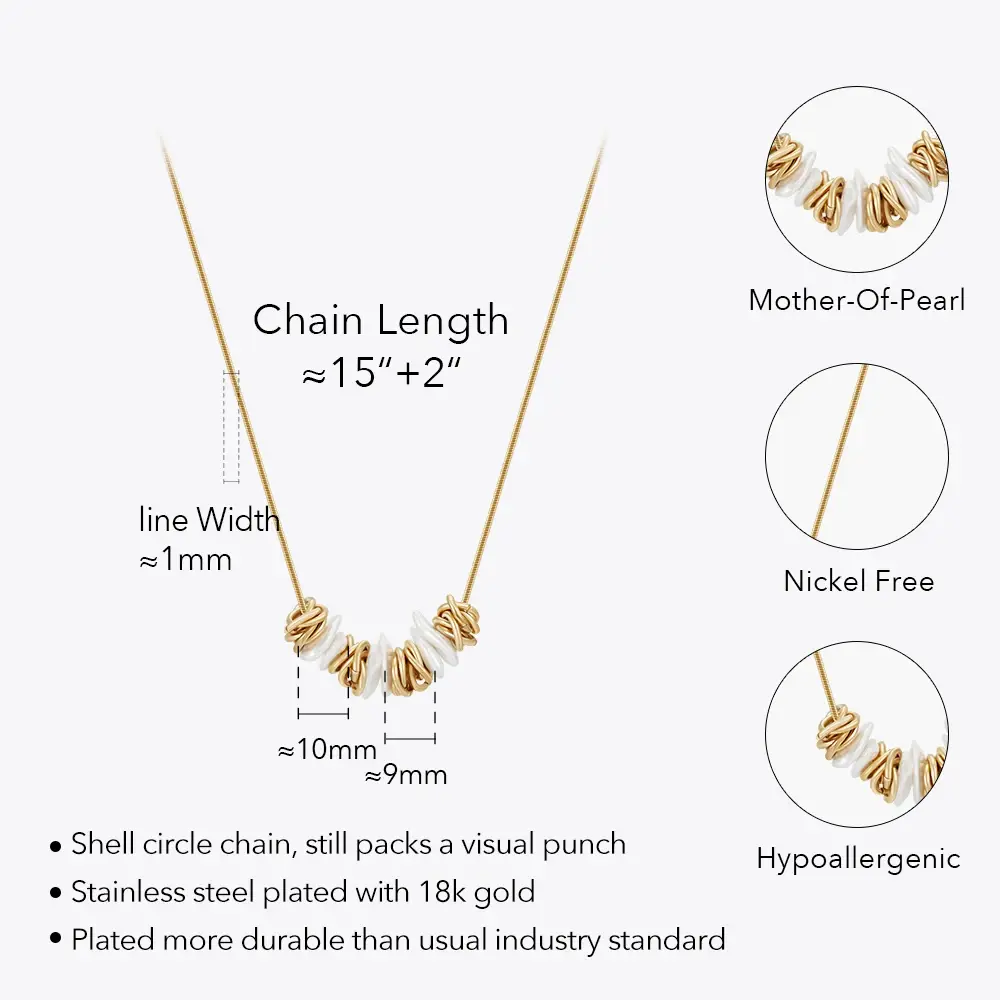 Chain Length
≈15“+2“
line Width
≈1mm
≈10mm
≈9mm
Mother-Of-Pearl
Nickel Free
Hypoallergenic
• Shell circle chain, still packs a visual punch
• Stainless steel plated with 18k gold
• Plated more durable than usual industry standard